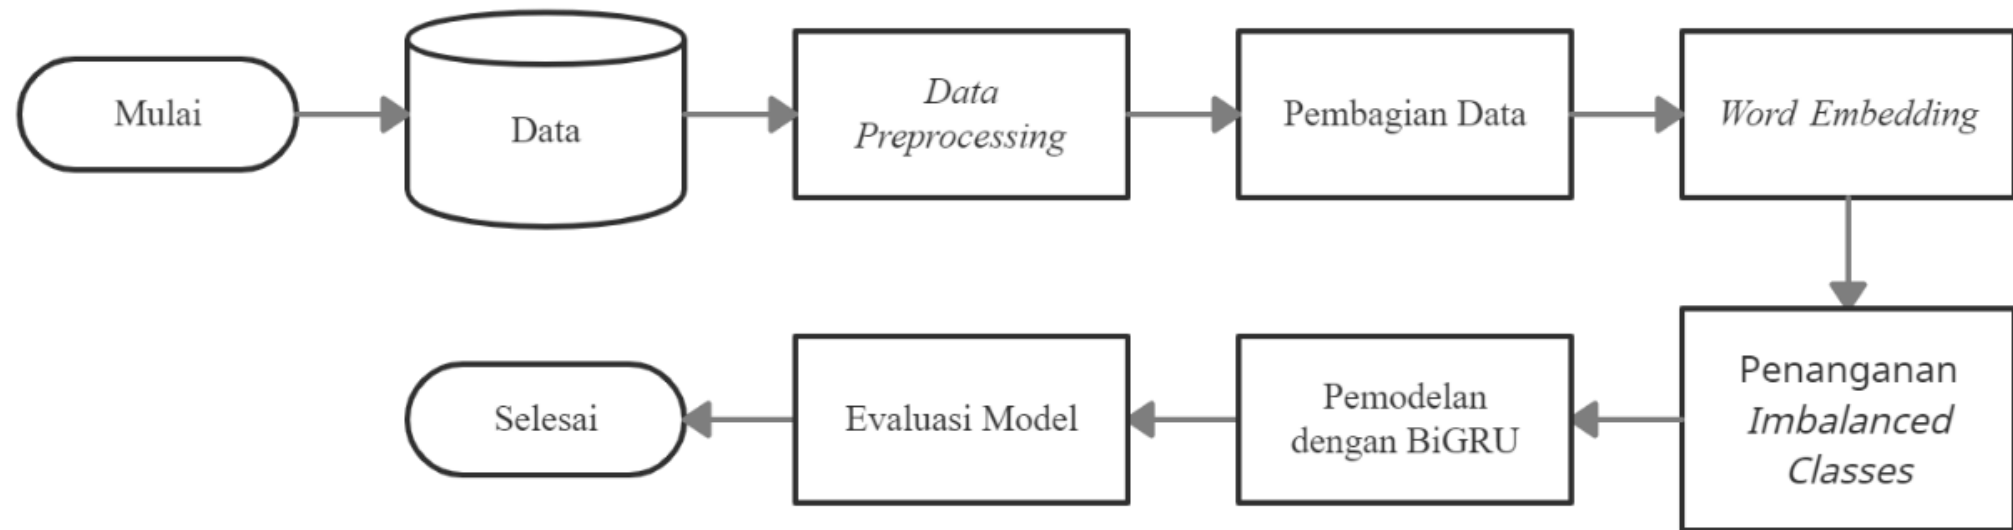 Mulai
Data
Data
Preprocessing
Pembagian Data
Word Embedding
Selesai
Evaluasi Model
Pemodelan
dengan BiGRU
Penanganan
Imbalanced
Classes